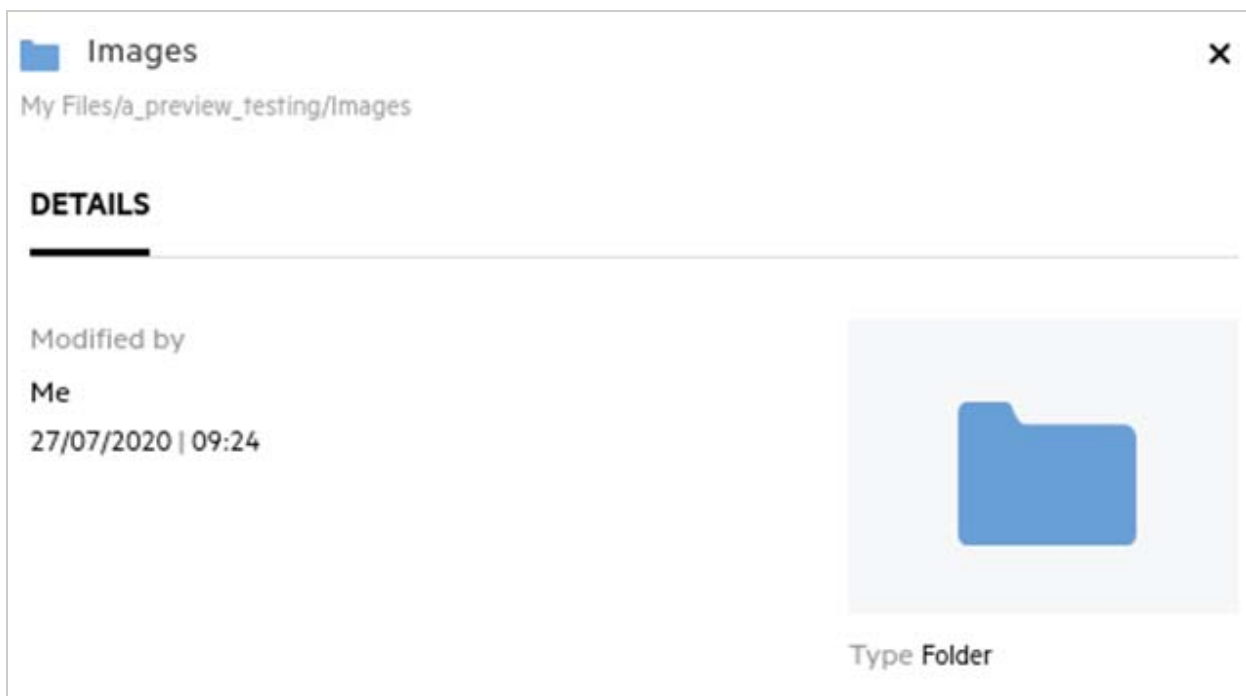 Images
My Files/a_preview_testing/Images
DETAILS
Modified by
Me
27/07/2020 | 09:24
Type Folder